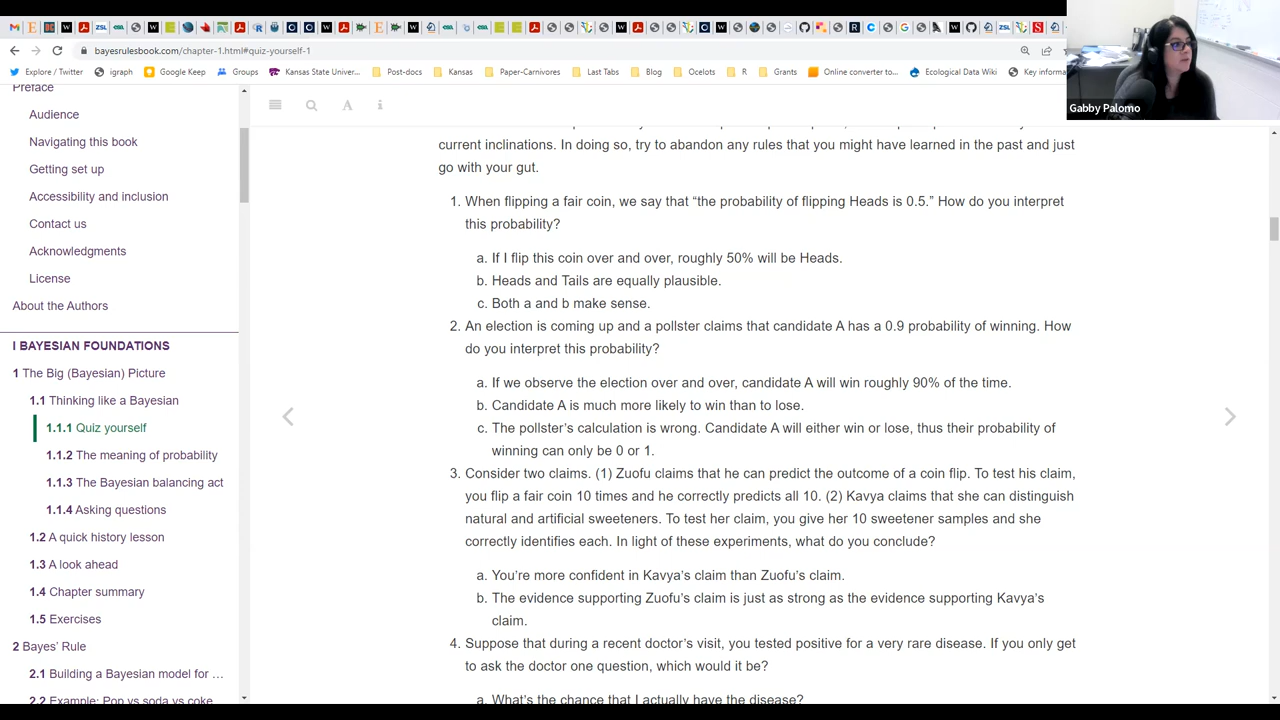 bayesrulesbook.com/chapter-1.html#quiz-yourself-1
Explore / Twitter
igraph
Google Keep
Groups
Kansas State Univer...
Post-docs
Kansas
Paper-Carnivores
Last Tabs
Blog
Ocelots
R
Grants
Online converter to...
Ecological Data Wiki
Key informa
Gabby Palomo
Preface
Audience
Navigating this book
Getting set up
Accessibility and inclusion
Contact us
Acknowledgments
License
About the Authors
I BAYESIAN FOUNDATIONS
1 The Big (Bayesian) Picture
1.1 Thinking like a Bayesian
1.1.1 Quiz yourself
1.1.2 The meaning of probability
1.1.3 The Bayesian balancing act
1.1.4 Asking questions
1.2 A quick history lesson
1.3 A look ahead
1.4 Chapter summary
1.5 Exercises
2 Bayes' Rule
2.1 Building a Bayesian model for …
2.2 Example: Pop vs soda vs coke
current inclinations. In doing so, try to abandon any rules that you might have learned in the past and just
go with your gut.
1. When flipping a fair coin, we say that “the probability of flipping Heads is 0.5.” How do you interpret
this probability?
a. If I flip this coin over and over, roughly 50% will be Heads.
b. Heads and Tails are equally plausible.
c. Both a and b make sense.
2. An election is coming up and a pollster claims that candidate A has a 0.9 probability of winning. How
do you interpret this probability?
a. If we observe the election over and over, candidate A will win roughly 90% of the time.
b. Candidate A is much more likely to win than to lose.
c. The pollster’s calculation is wrong. Candidate A will either win or lose, thus their probability of
winning can only be 0 or 1.
3. Consider two claims. (1) Zuofu claims that he can predict the outcome of a coin flip. To test his claim,
you flip a fair coin 10 times and he correctly predicts all 10. (2) Kavya claims that she can distinguish
natural and artificial sweeteners. To test her claim, you give her 10 sweetener samples and she
correctly identifies each. In light of these experiments, what do you conclude?
a. You’re more confident in Kavya’s claim than Zuofu’s claim.
b. The evidence supporting Zuofu’s claim is just as strong as the evidence supporting Kavya’s
claim.
4. Suppose that during a recent doctor’s visit, you tested positive for a very rare disease. If you only get
to ask the doctor one question, which would it be?
a. What’s the chance that I actually have the disease?